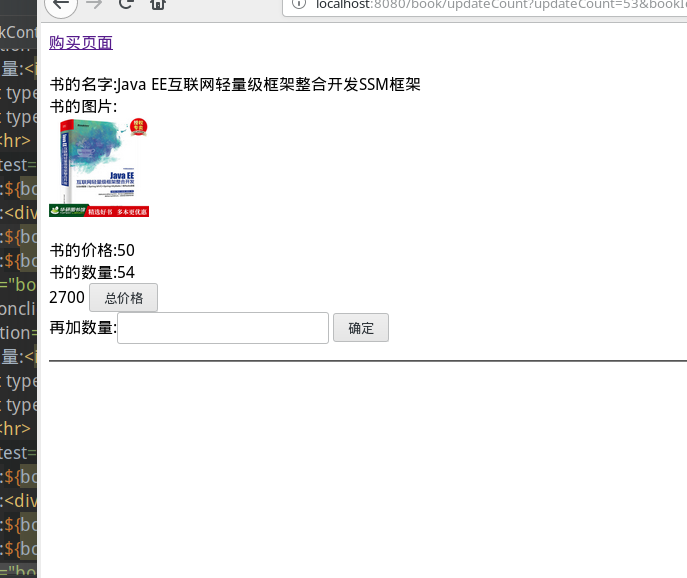 localhost:8080/book/updateCount?updateCount=53&bookI
购买页面
书的名字:Java EE互联网轻量级框架整合开发SSM框架
书的图片:
Java EE
互联网轻量级框架整合开发
精选好书 多本更优惠
书的价格:50
书的数量:54
2700 总价格
再加数量: 确定
kCont
量:<i
t type
t type
<hr>
test=
:${bo
:<div
:${bo
:${bo
="bo
oncli
tion=
量:<i
t type
t type
<hr>
test=
:${bo
:<div
:${bo
:${bo
="bo